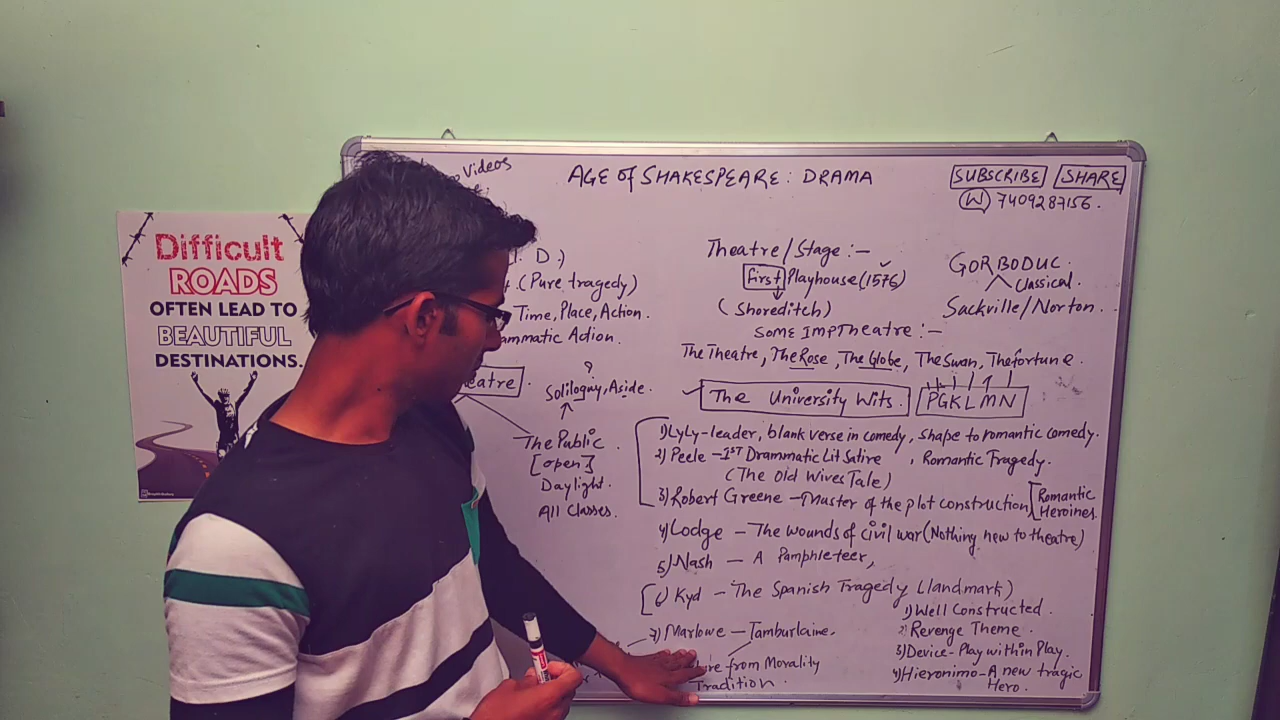 Difficult
ROADS
OFTEN LEAD TO
BEAUTIFUL
DESTINATIONS.
Videos
AGE OF SHAKESPEARE: DRAMA
SUBSCRIBE SHARE
W 7409287156.
D.)
(Pure tragedy)
Time, Place, Action.
ammatic Action.
eatre
?
Soliloquy, Aside.
The Public
[open]
Daylight.
All Classes.
Theatre/Stage:-
First Playhouse (1576)
(Shoreditch)
SOME IMP Theatre:-
The Theatre, The Rose, The Globe, The Swan, The fortune.
GORBODUC.
Classical.
Sackville/Norton.
The University Wits. PGKLMN
1) LyLy-leader, blank verse in comedy, shape to romantic comedy.
2) Peele-1ST Drammatic Lit Satire, Romantic Tragedy.
(The Old Wives Tale)
3) Robert Greene-Master of the plot construction, [Romantic Heroines
4) Lodge - The wounds of civil war (Nothing new to theatre)
5) Nash - A Pamphleteer,
6) Kyd - The Spanish Tragedy (landmark)
1) Well Constructed.
2) Revenge Theme.
3) Device-Play within Play.
4) Hieronimo-A new tragic
Hero.
7) Marlowe - Tamburlaine.
ure from Morality
Tradition.